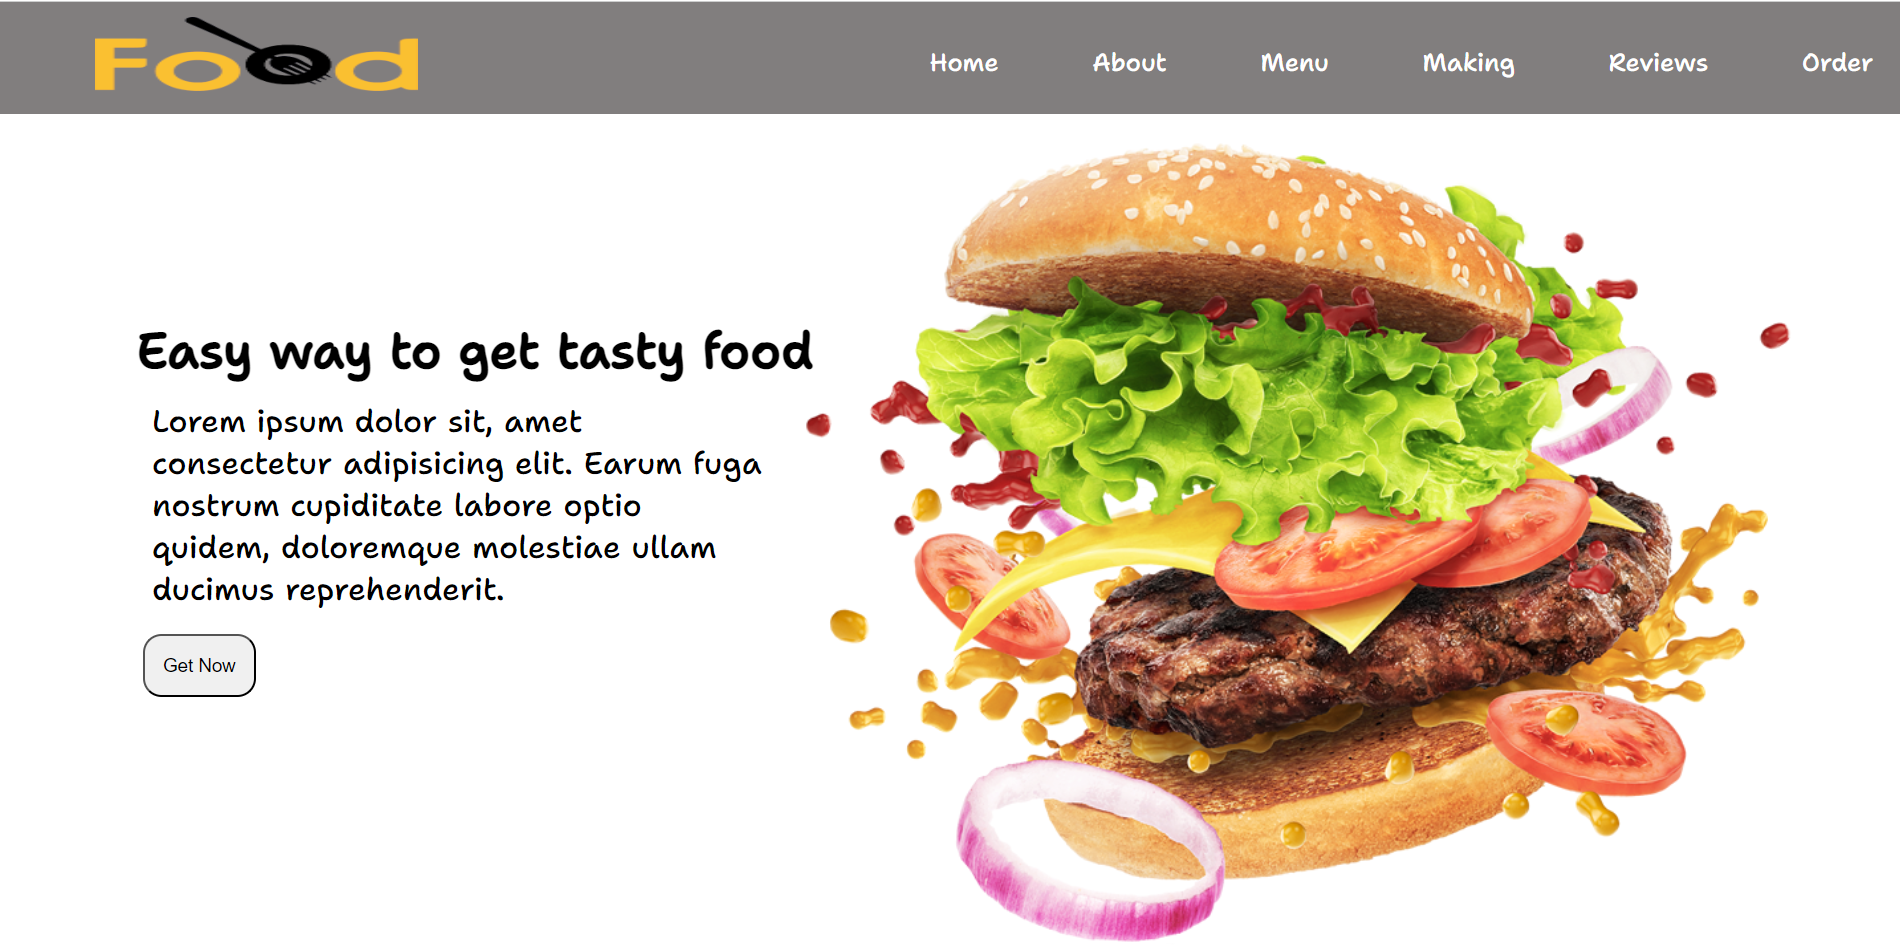 Food
Home About Menu Making Reviews Order
Easy way to get tasty food
Lorem ipsum dolor sit, amet
consectetur adipisicing elit. Earum fuga
nostrum cupiditate labore optio
quidem, doloremque molestiae ullam
ducimus reprehenderit.
Get Now